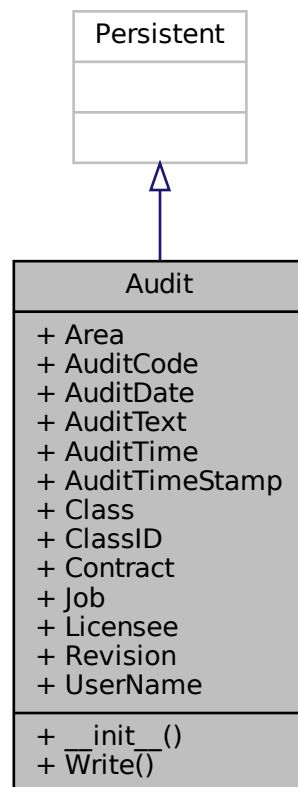 Persistent
Audit
+ Area
+ AuditCode
+ AuditDate
+ AuditText
+ AuditTime
+ AuditTimeStamp
+ Class
+ ClassID
+ Contract
+ Job
+ Licensee
+ Revision
+ UserName
+ __init__()
+ Write()